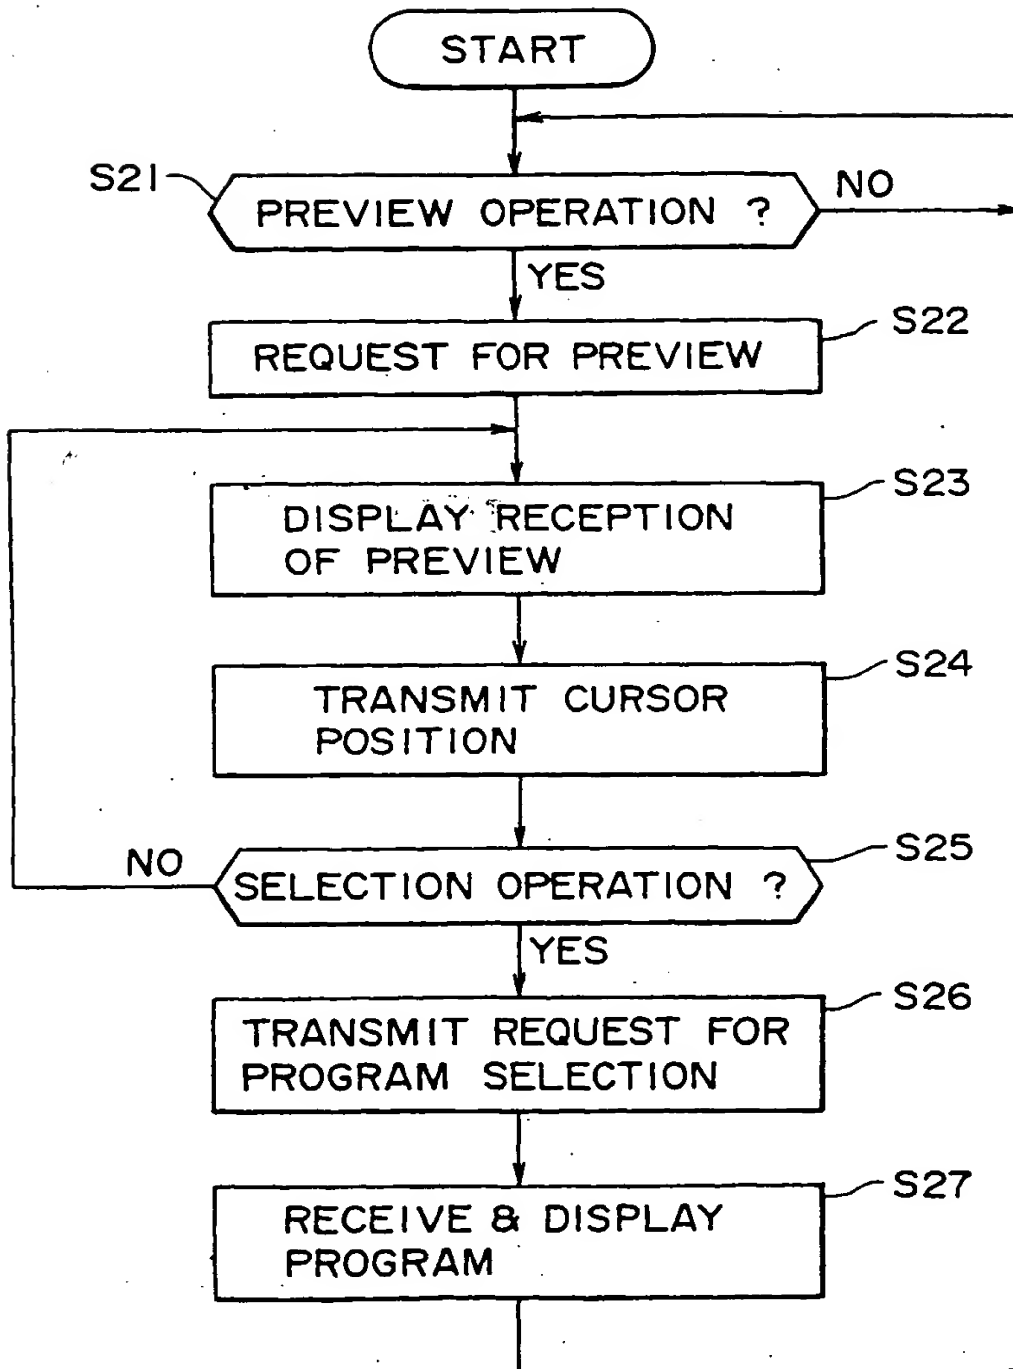 START
S21
PREVIEW OPERATION ?
NO
YES
S22
REQUEST FOR PREVIEW
S23
DISPLAY RECEPTION
OF PREVIEW
S24
TRANSMIT CURSOR
POSITION
S25
NO
SELECTION OPERATION ?
YES
S26
TRANSMIT REQUEST FOR
PROGRAM SELECTION
S27
RECEIVE & DISPLAY
PROGRAM